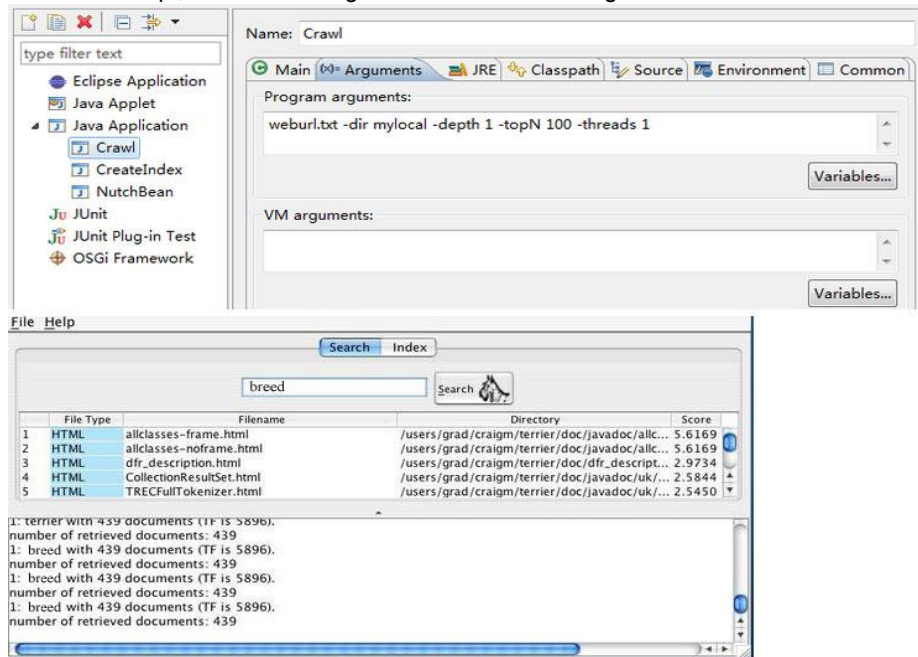 type filter text
Eclipse Application
Java Applet
Java Application
Crawl
CreateIndex
NutchBean
JUnit
JUnit Plug-in Test
OSGi Framework
Name: Crawl
Main (x)= Arguments JRE Classpath Source Environment Common
Program arguments:
weburl.txt -dir mylocal -depth 1 -topN 100 -threads 1
Variables...
VM arguments:
Variables...
File Help
Search Index
breed Search
File Type Filename Directory Score
1 HTML allclasses-frame.html /users/grad/craigm/terrier/doc/javadoc/allc... 5.6169
2 HTML allclasses-noframe.html /users/grad/craigm/terrier/doc/javadoc/allc... 5.6169
3 HTML dfr_description.html /users/grad/craigm/terrier/doc/dfr_descript... 2.9734
4 HTML CollectionResultSet.html /users/grad/craigm/terrier/doc/javadoc/uk/... 2.5844
5 HTML TRECFullTokenizer.html /users/grad/craigm/terrier/doc/javadoc/uk/... 2.5450
1: terrier with 439 documents (TF is 5896).
number of retrieved documents: 439
1: breed with 439 documents (TF is 5896).
number of retrieved documents: 439
1: breed with 439 documents (TF is 5896).
number of retrieved documents: 439
1: breed with 439 documents (TF is 5896).
number of retrieved documents: 439